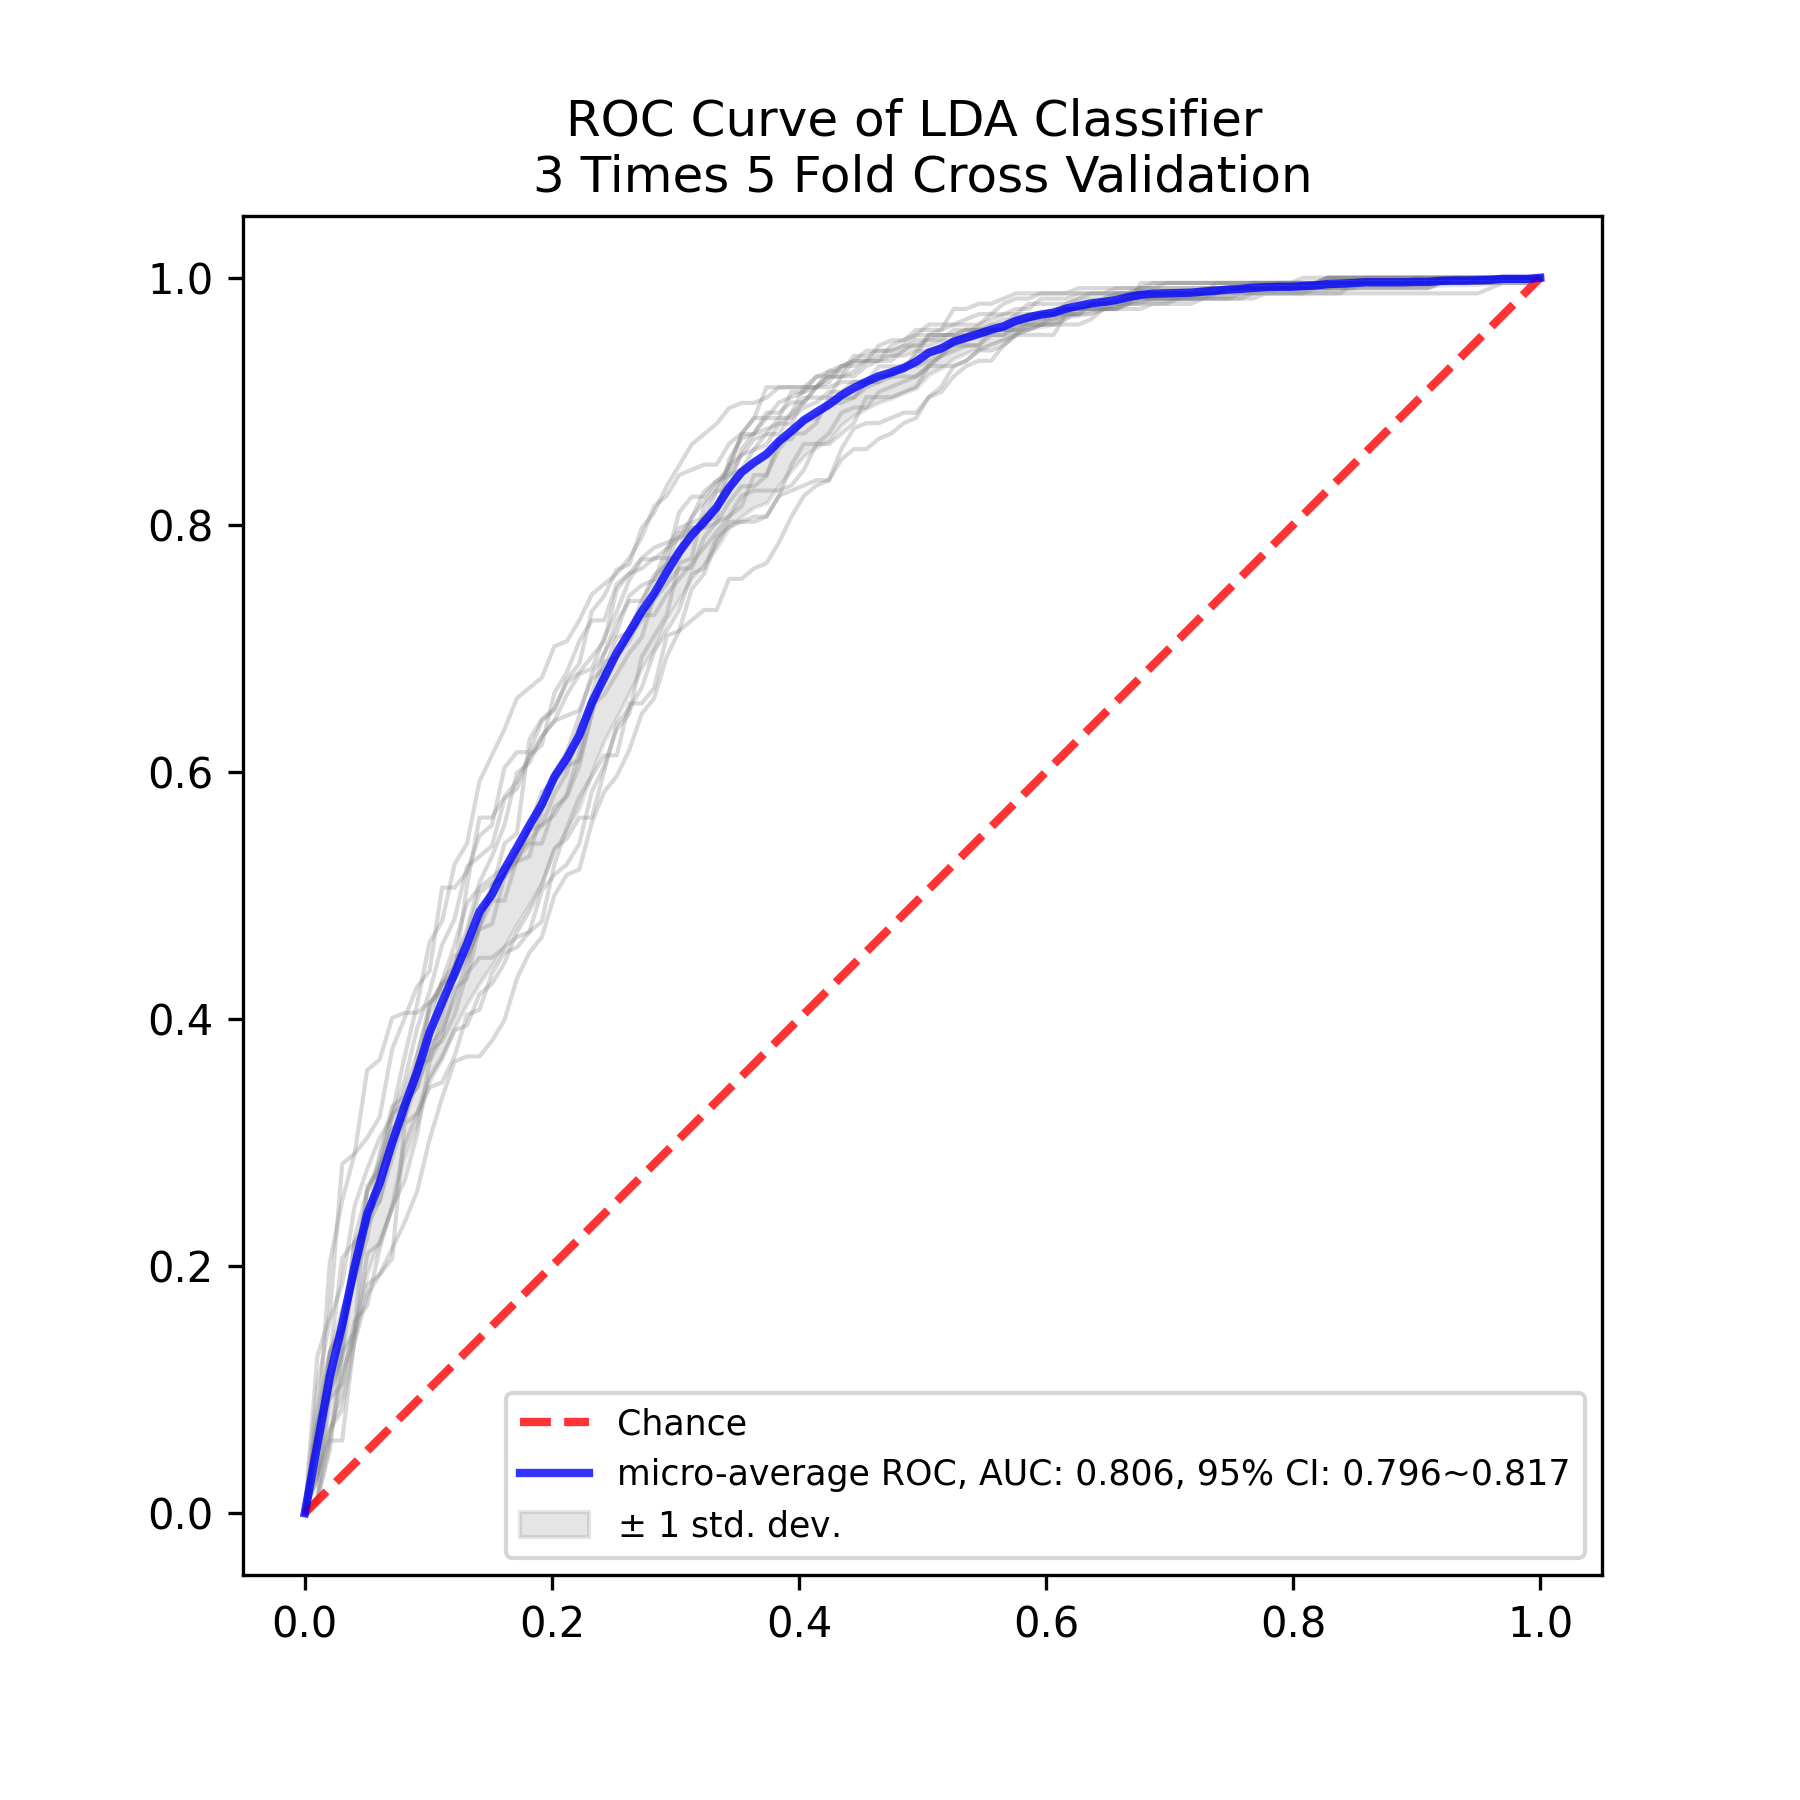 ROC Curve of LDA Classifier
3 Times 5 Fold Cross Validation
1.0
0.8
0.6
0.4
0.2
0.0
Chance
micro-average ROC, AUC: 0.806, 95% CI: 0.796~0.817
± 1 std. dev.
0.0 0.2 0.4 0.6 0.8 1.0